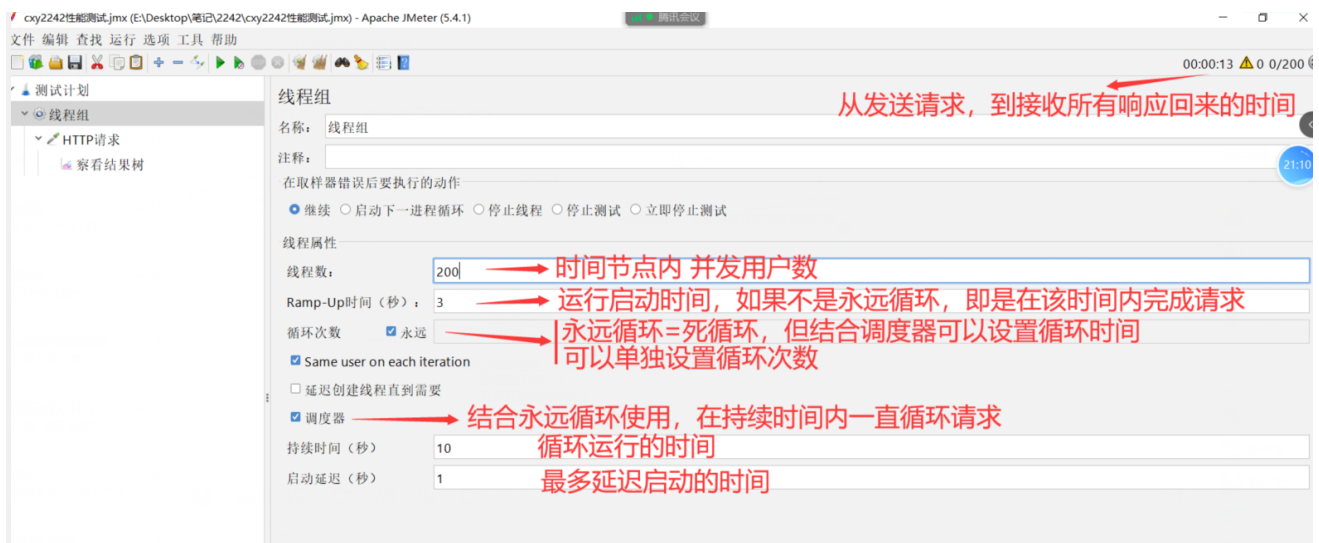 cxy2242性能测试.jmx (E:\Desktop\笔记\2242\cxy2242性能测试.jmx) - Apache JMeter (5.4.1)
腾讯会议
文件 编辑 查找 运行 选项 工具 帮助
00:00:13 0 0/200
测试计划
线程组
HTTP请求
察看结果树
线程组
从发送请求，到接收所有响应回来的时间
名称： 线程组
注释：
21:10
在取样器错误后要执行的动作
继续 启动下一进程循环 停止线程 停止测试 立即停止测试
线程属性
线程数： 200 时间节点内 并发用户数
Ramp-Up时间（秒）： 3 运行启动时间，如果不是永远循环，即是在该时间内完成请求
循环次数 永远 永远循环=死循环，但结合调度器可以设置循环时间
可以单独设置循环次数
Same user on each iteration
延迟创建线程直到需要
调度器 结合永远循环使用，在持续时间内一直循环请求
持续时间（秒） 10 循环运行的时间
启动延迟（秒） 1 最多延迟启动的时间